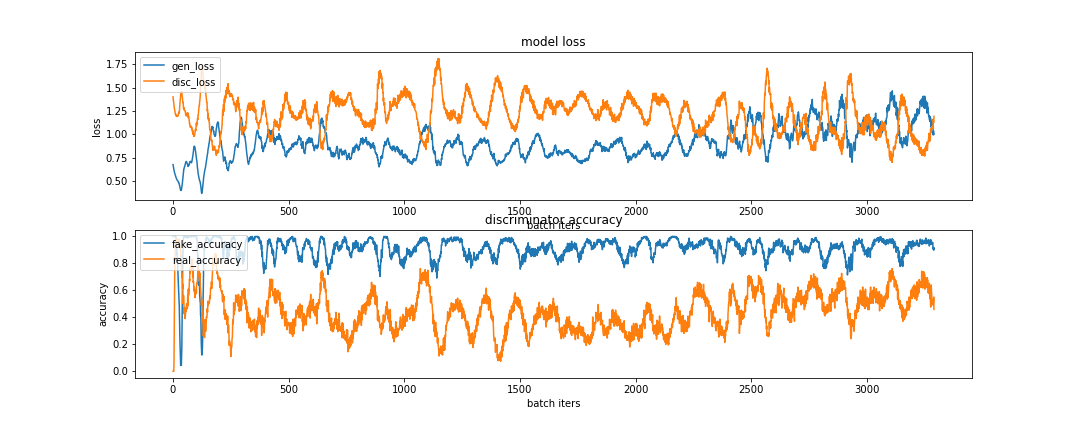 model loss
gen_loss
disc_loss
loss
1.75
1.50
1.25
1.00
0.75
0.50
0 500 1000 1500 2000 2500 3000
batch iters
discriminator accuracy
fake_accuracy
real_accuracy
accuracy
1.0
0.8
0.6
0.4
0.2
0.0
0 500 1000 1500 2000 2500 3000
batch iters